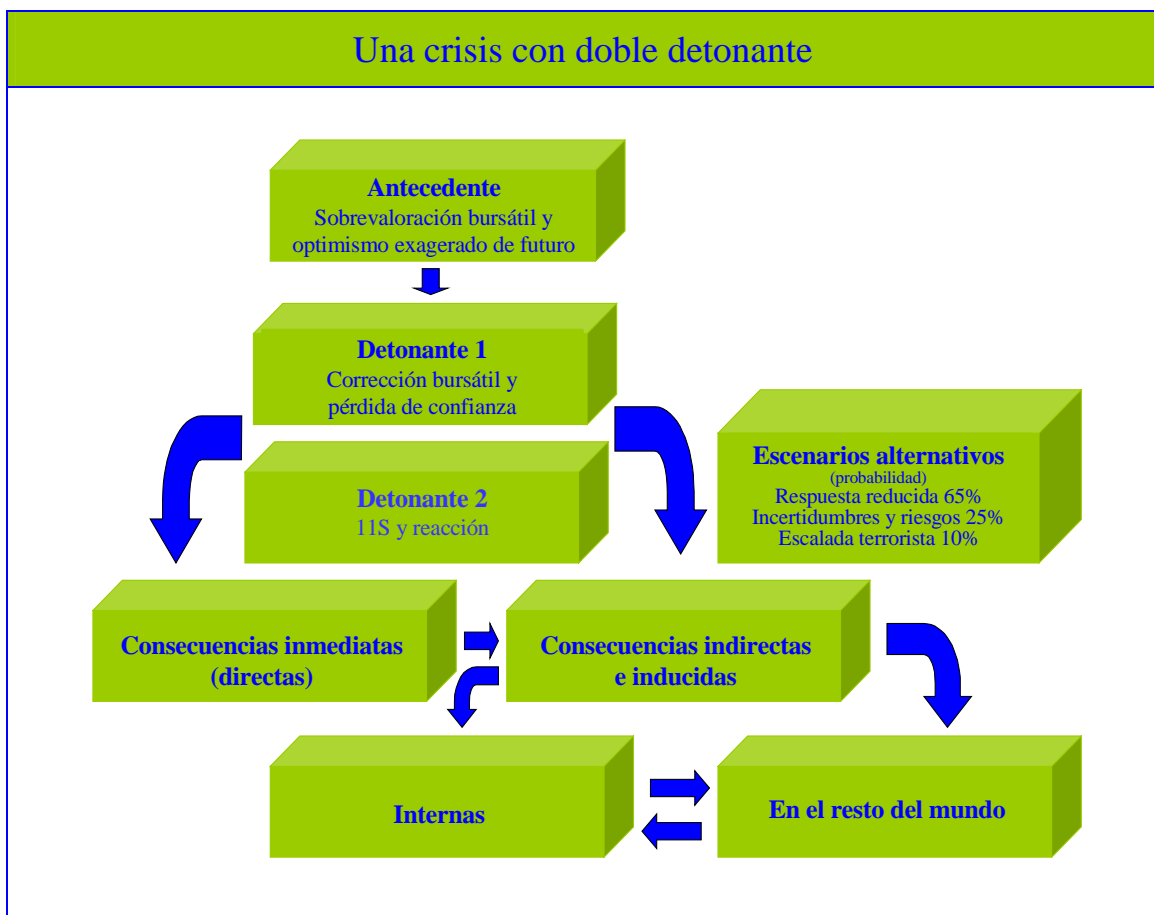 Una crisis con doble detonante
Antecedente
Sobrevaloración bursátil y
optimismo exagerado de futuro
Detonante 1
Corrección bursátil y
pérdida de confianza
Detonante 2
11S y reacción
Escenarios alternativos
(probabilidad)
Respuesta reducida 65%
Incertidumbres y riesgos 25%
Escalada terrorista 10%
Consecuencias inmediatas
(directas)
Consecuencias indirectas
e inducidas
Internas
En el resto del mundo